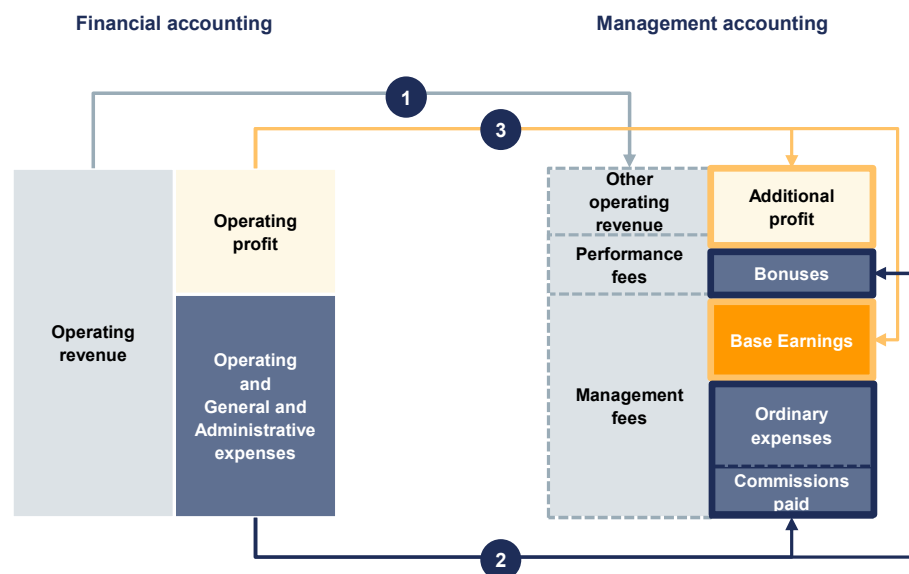 Financial accounting
Management accounting
1
3
Operating
profit
Operating
revenue
Operating
and
General and
Administrative
expenses
Other
operating
revenue
Additional
profit
Performance
fees
Bonuses
Base Earnings
Management
fees
Ordinary
expenses
Commissions
paid
2